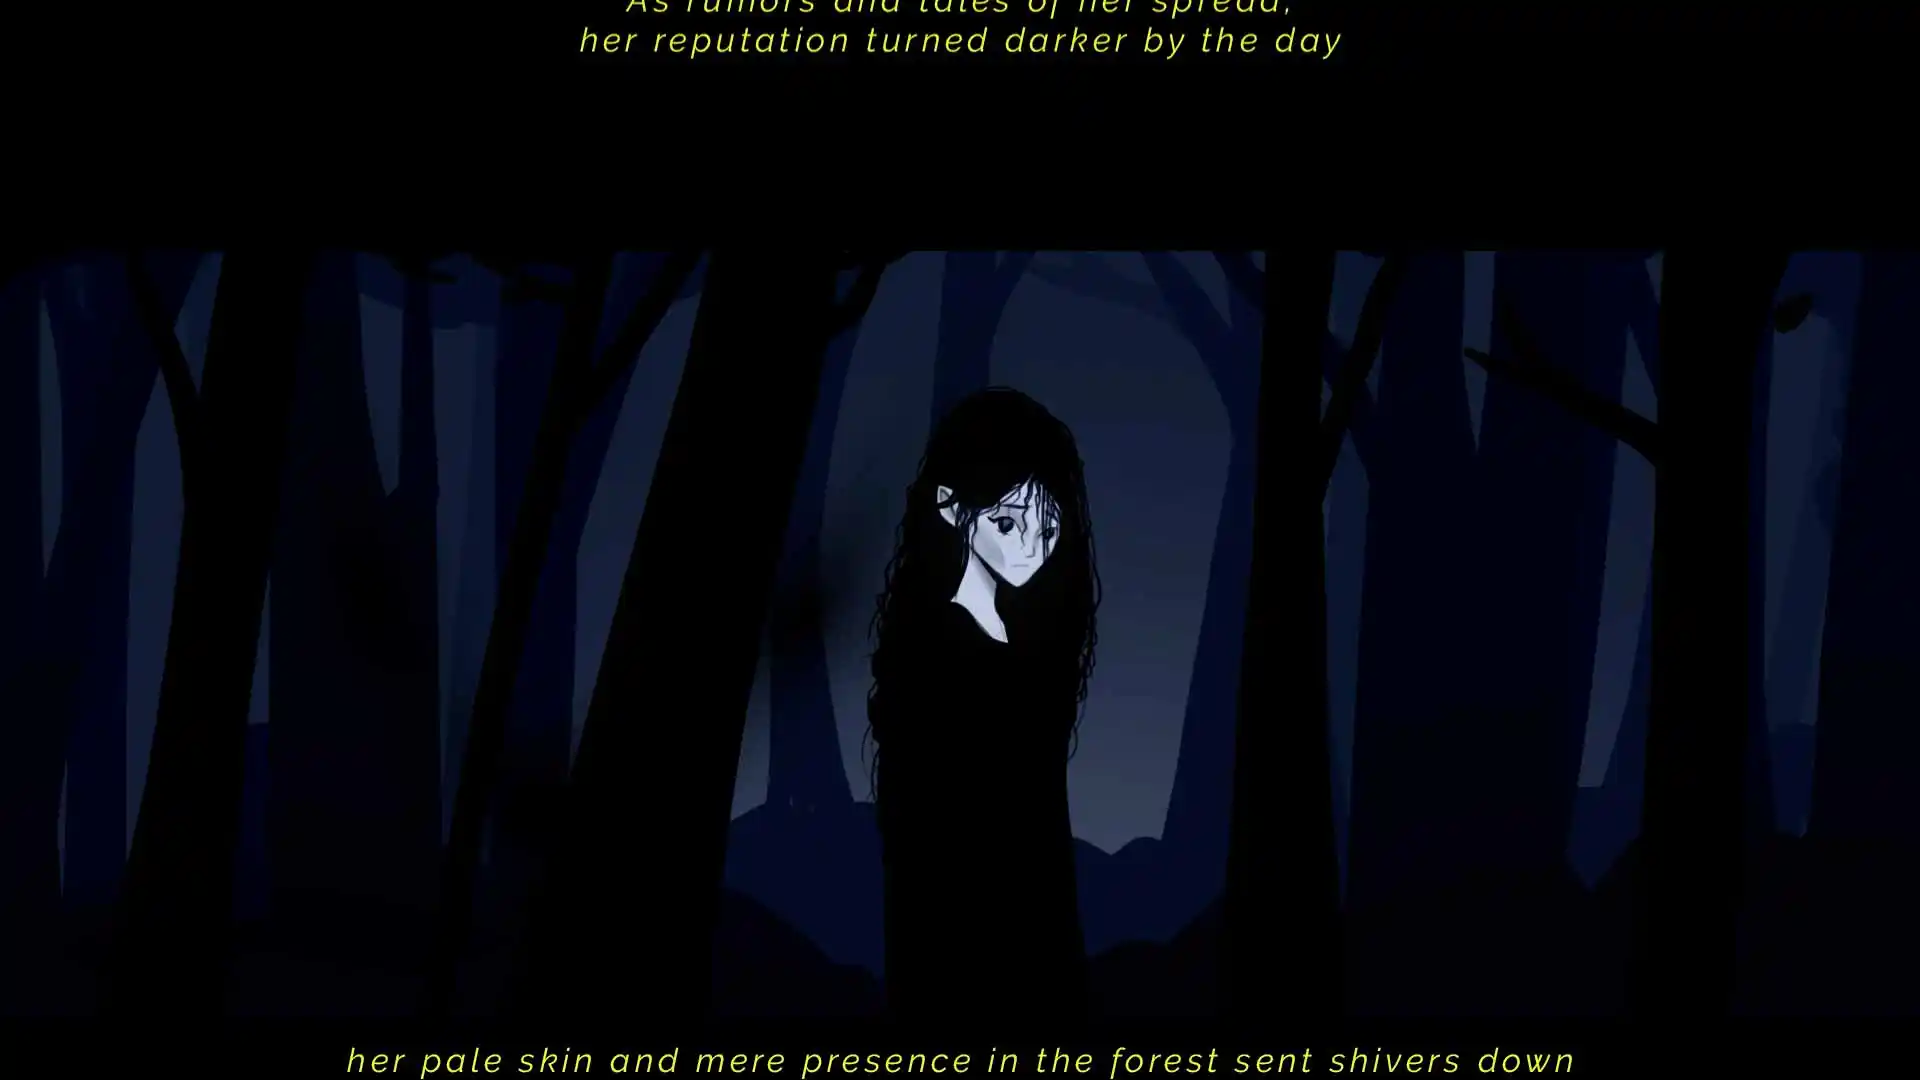 As rumors and tales of her spread,
her reputation turned darker by the day
her pale skin and mere presence in the forest sent shivers down